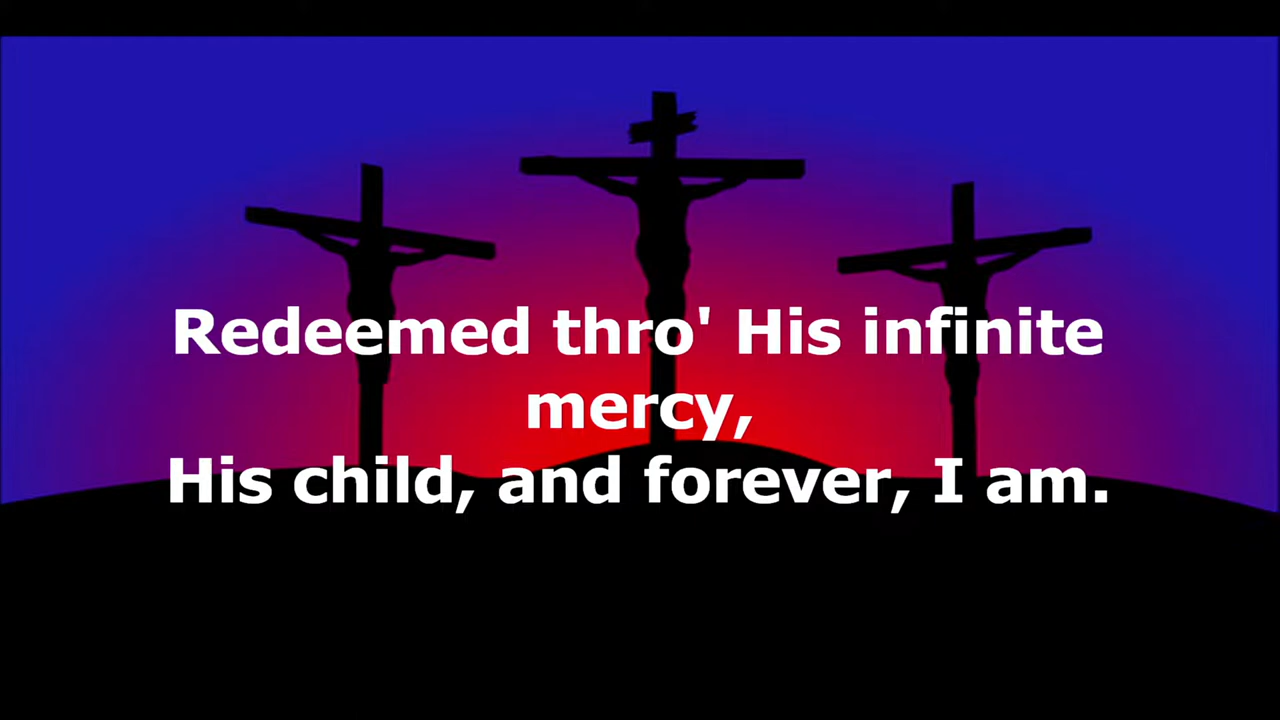 Redeemed thro' His infinite
mercy,
His child, and forever, I am.